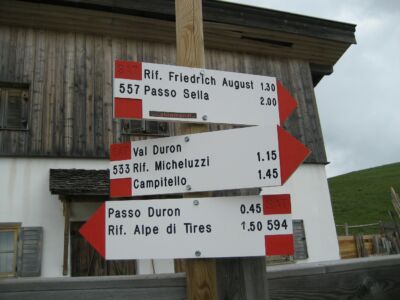 Rif. Friedrich August 1.30
557 Passo Sella 2.00
Val Duron
533 Rif. Micheluzzi 1.15
Campitello 1.45
Passo Duron 0.45
Rif. Alpe di Tires 1.50 594